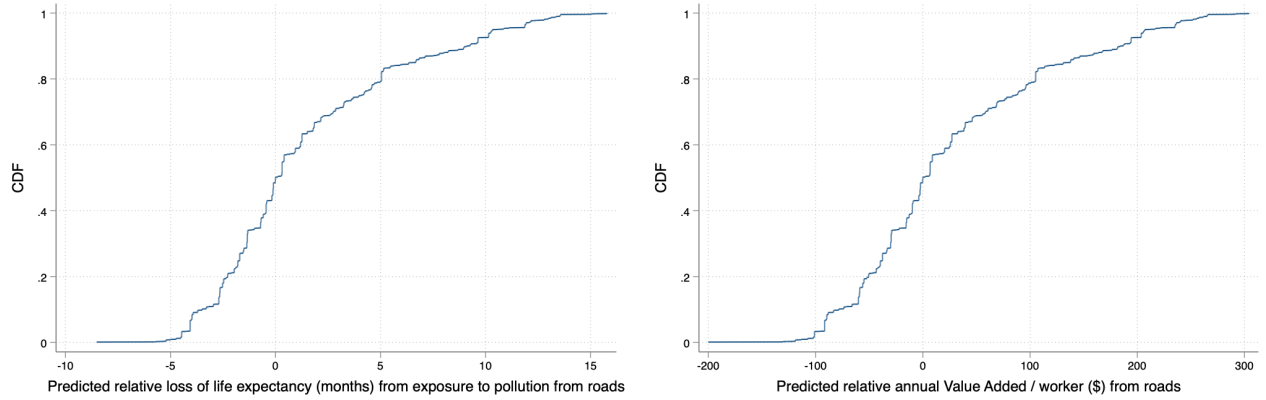 1
.8
.6
.4
.2
0
CDF
-10 -5 0 5 10 15
Predicted relative loss of life expectancy (months) from exposure to pollution from roads
1
.8
.6
.4
.2
0
CDF
-200 -100 0 100 200 300
Predicted relative annual Value Added / worker ($) from roads